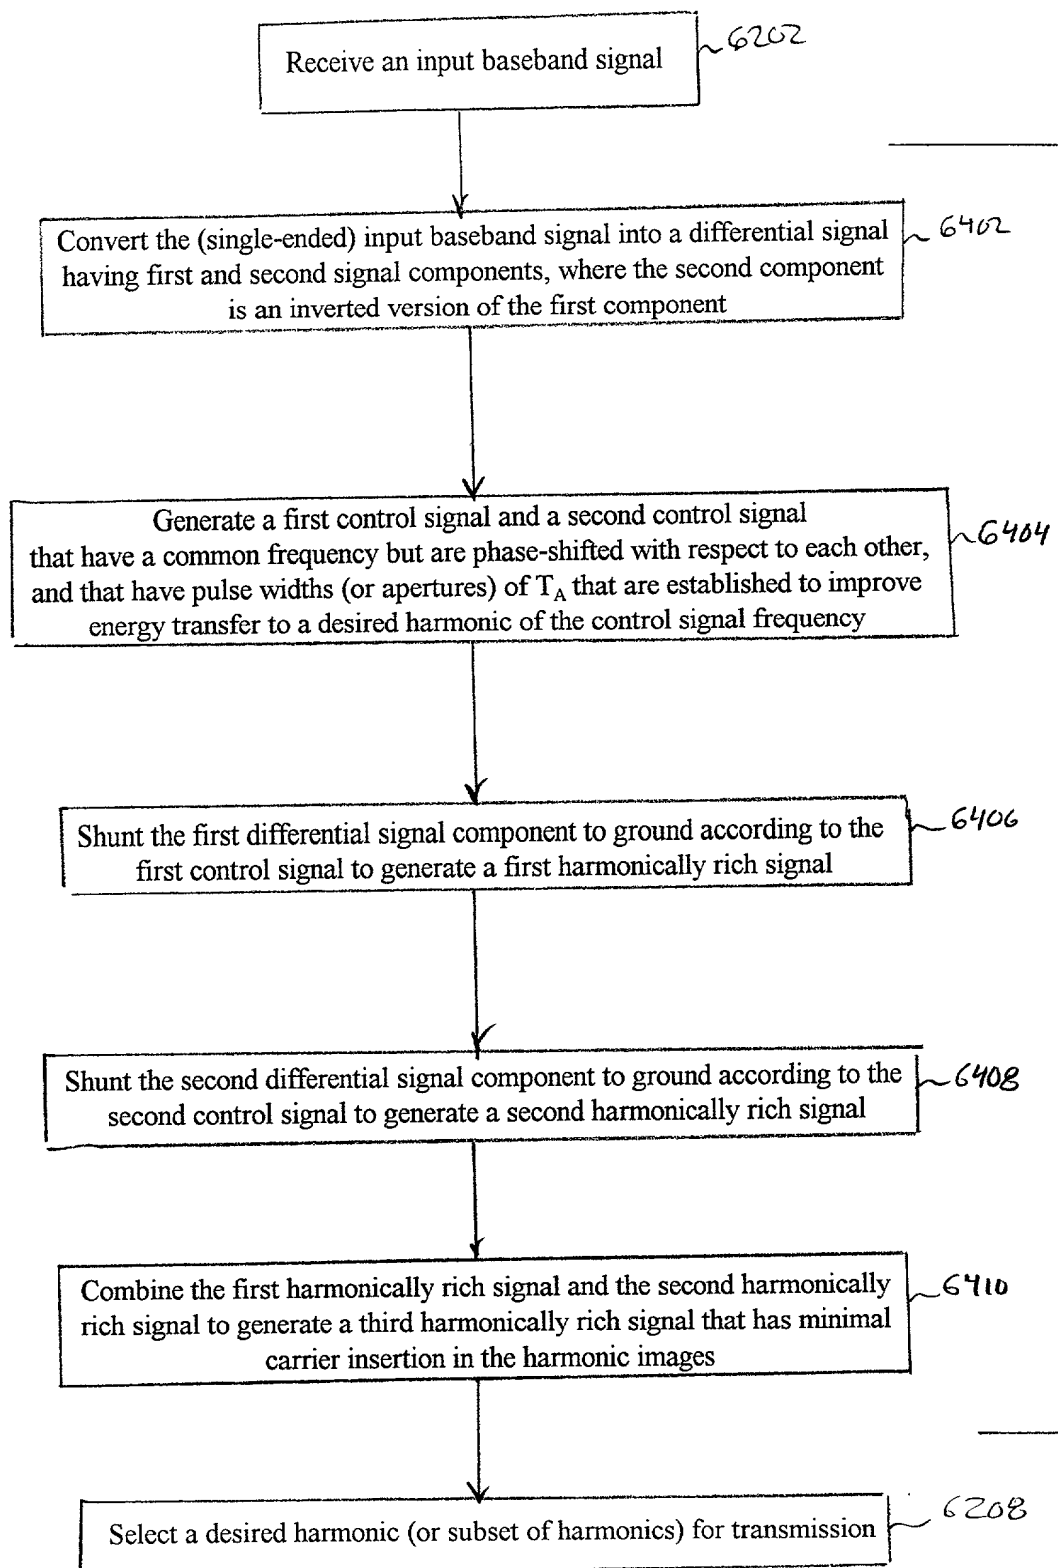 Receive an input baseband signal
6202
Convert the (single-ended) input baseband signal into a differential signal
having first and second signal components, where the second component
is an inverted version of the first component
6402
Generate a first control signal and a second control signal
that have a common frequency but are phase-shifted with respect to each other,
and that have pulse widths (or apertures) of T_A that are established to improve
energy transfer to a desired harmonic of the control signal frequency
6404
Shunt the first differential signal component to ground according to the
first control signal to generate a first harmonically rich signal
6406
Shunt the second differential signal component to ground according to the
second control signal to generate a second harmonically rich signal
6408
Combine the first harmonically rich signal and the second harmonically
rich signal to generate a third harmonically rich signal that has minimal
carrier insertion in the harmonic images
6410
Select a desired harmonic (or subset of harmonics) for transmission
6208